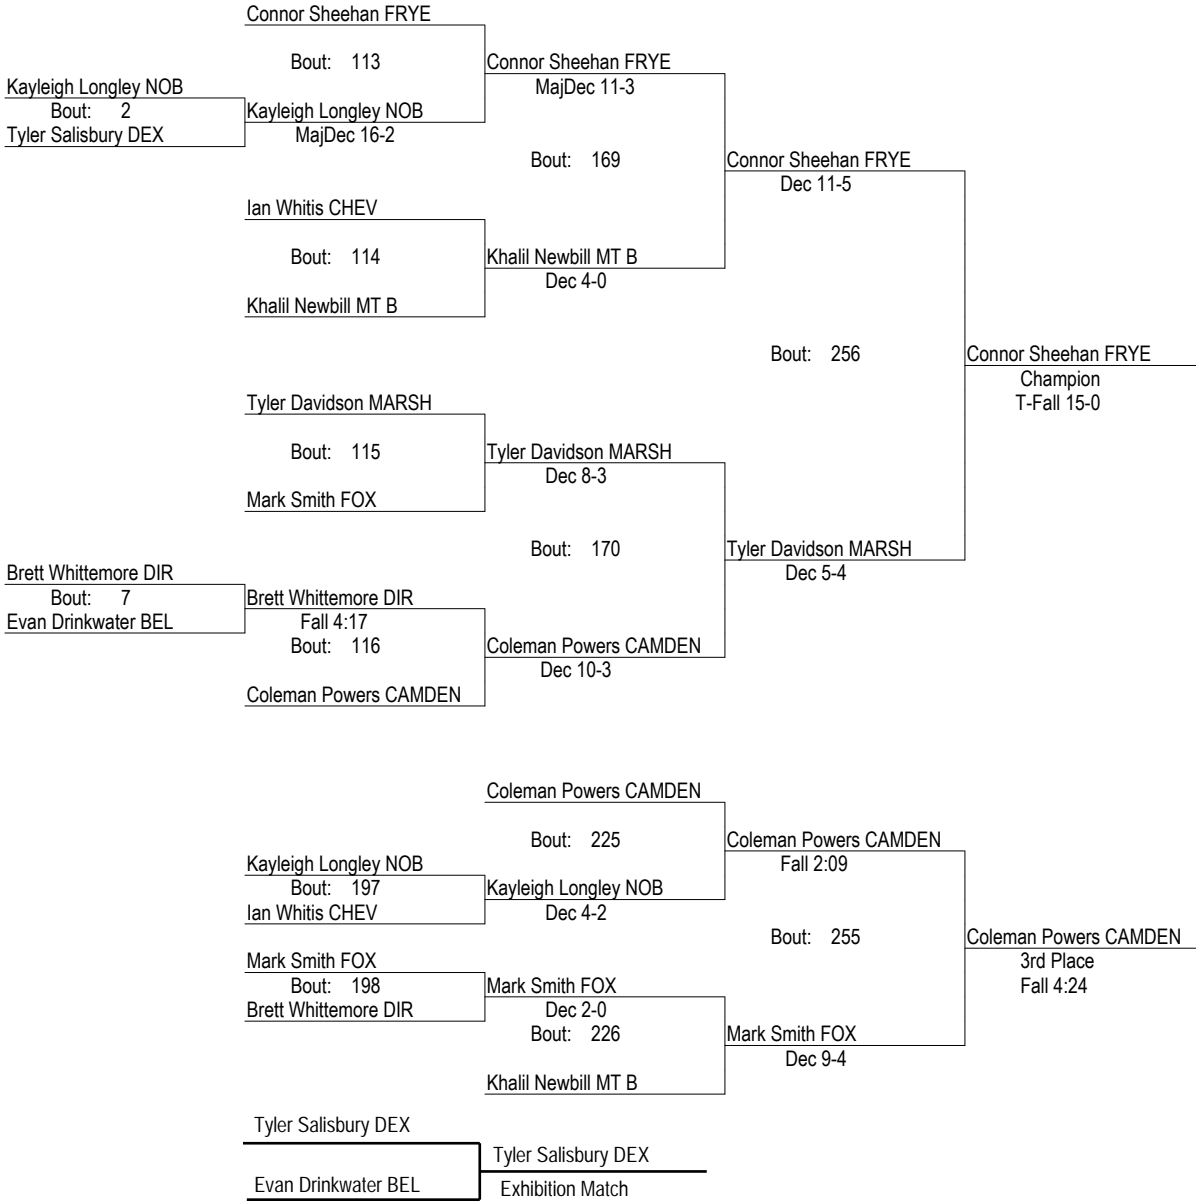 Connor Sheehan FRYE
Bout: 113
Connor Sheehan FRYE
Kayleigh Longley NOB
MajDec 11-3
Bout: 2
Kayleigh Longley NOB
Tyler Salisbury DEX
MajDec 16-2
Bout: 169
Connor Sheehan FRYE
Dec 11-5
Ian Whitis CHEV
Bout: 114
Khalil Newbill MT B
Dec 4-0
Khalil Newbill MT B
Bout: 256
Connor Sheehan FRYE
Champion
T-Fall 15-0
Tyler Davidson MARSH
Bout: 115
Tyler Davidson MARSH
Dec 8-3
Mark Smith FOX
Bout: 170
Tyler Davidson MARSH
Dec 5-4
Brett Whittemore DIR
Bout: 7
Brett Whittemore DIR
Evan Drinkwater BEL
Fall 4:17
Bout: 116
Coleman Powers CAMDEN
Dec 10-3
Coleman Powers CAMDEN
Coleman Powers CAMDEN
Bout: 225
Coleman Powers CAMDEN
Fall 2:09
Kayleigh Longley NOB
Bout: 197
Kayleigh Longley NOB
Ian Whitis CHEV
Dec 4-2
Bout: 255
Coleman Powers CAMDEN
3rd Place
Fall 4:24
Mark Smith FOX
Bout: 198
Mark Smith FOX
Brett Whittemore DIR
Dec 2-0
Bout: 226
Mark Smith FOX
Dec 9-4
Khalil Newbill MT B
Tyler Salisbury DEX
Tyler Salisbury DEX
Evan Drinkwater BEL
Exhibition Match